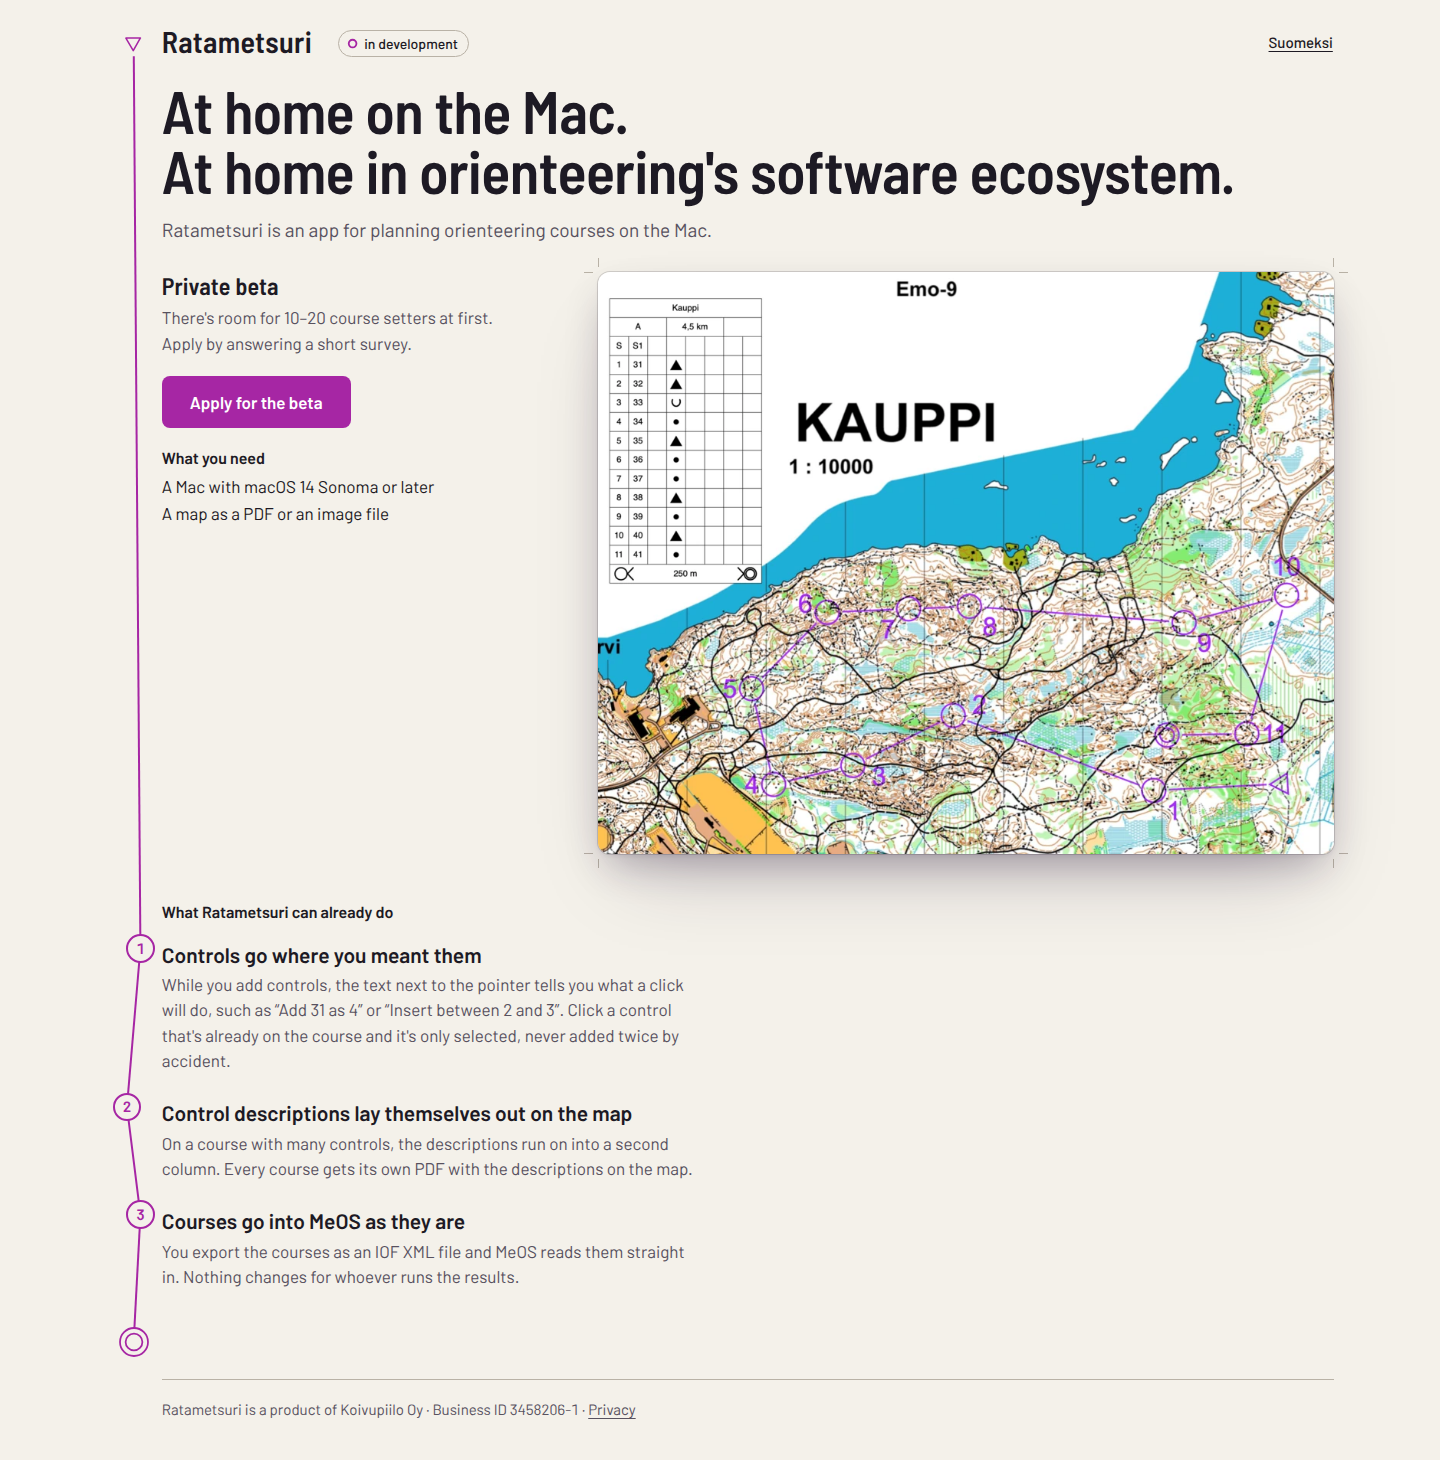 Ratametsuri
in development
Suomeksi
At home on the Mac.
At home in orienteering's software ecosystem.
Ratametsuri is an app for planning orienteering courses on the Mac.
Private beta
There's room for 10–20 course setters at first.
Apply by answering a short survey.
Apply for the beta
What you need
A Mac with macOS 14 Sonoma or later
A map as a PDF or an image file
Emo-9
Kauppi
A 4,5 km
S S1
1 31
2 32
3 33
4 34
5 35
6 36
7 37
8 38
9 39
10 40
11 41
250 m
KAUPPI
1 : 10000
rvi
10
6
7
8
9
5
2
11
4
3
1
What Ratametsuri can already do
1
Controls go where you meant them
While you add controls, the text next to the pointer tells you what a click
will do, such as “Add 31 as 4” or “Insert between 2 and 3”. Click a control
that's already on the course and it's only selected, never added twice by
accident.
2
Control descriptions lay themselves out on the map
On a course with many controls, the descriptions run on into a second
column. Every course gets its own PDF with the descriptions on the map.
3
Courses go into MeOS as they are
You export the courses as an IOF XML file and MeOS reads them straight
in. Nothing changes for whoever runs the results.
Ratametsuri is a product of Koivupiilo Oy · Business ID 3458206-1 · Privacy